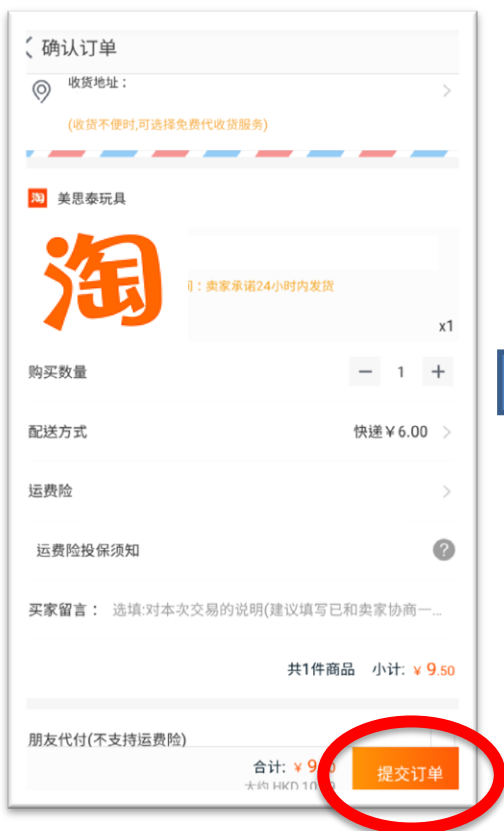 确认订单
收货地址：
(收货不便时,可选择免费代收货服务)
淘 美思泰玩具
淘
：卖家承诺24小时内发货
x1
购买数量 — 1 +
配送方式 快递￥6.00
运费险
运费险投保须知 ?
买家留言： 选填:对本次交易的说明(建议填写已和卖家协商一...
共1件商品 小计: ￥9.50
朋友代付(不支持运费险)
合计: ￥9
提交订单
大约 HKD 10